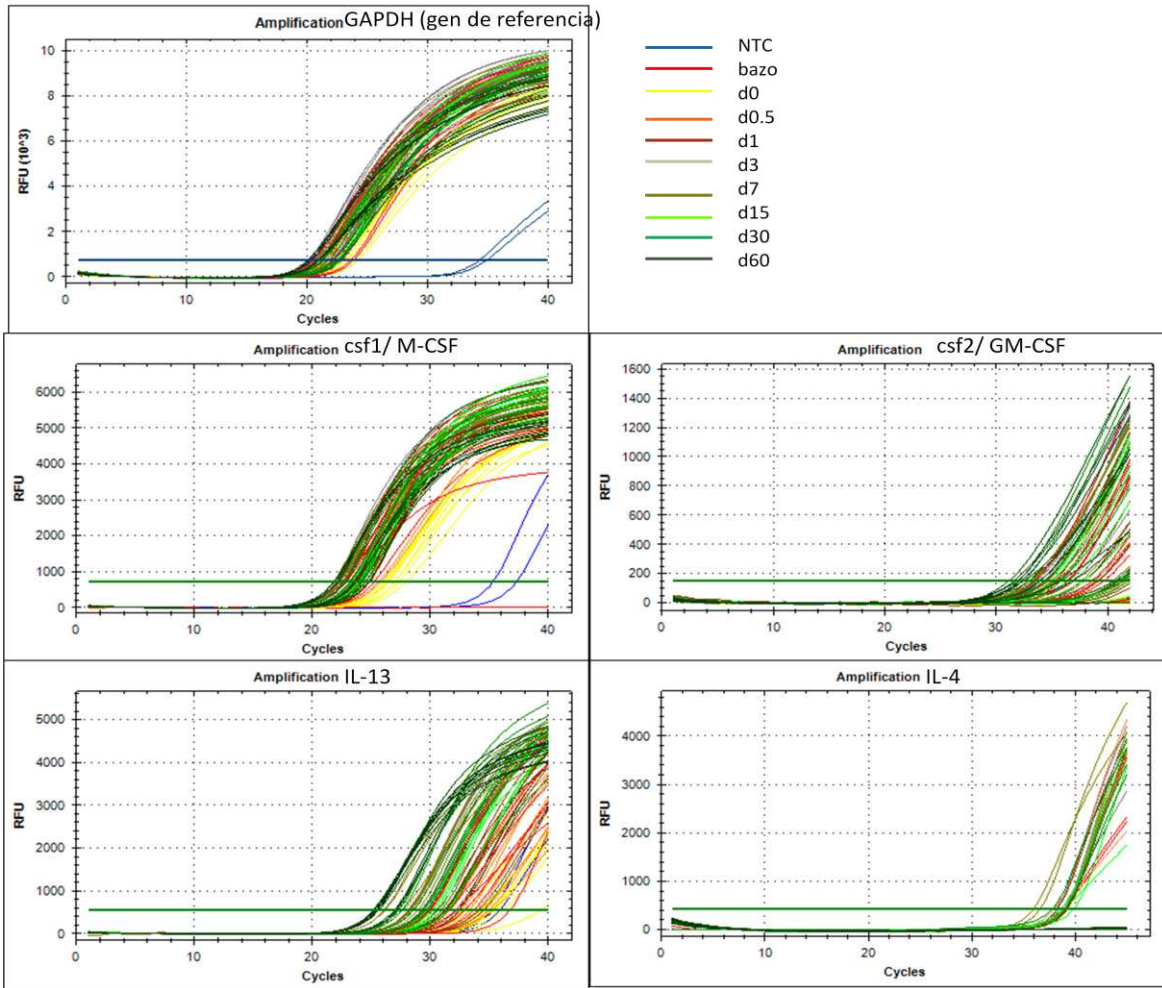 Amplification GAPDH (gen de referencia)
10
8
6
4
2
0
RFU (10^3)
0 10 20 30 40
Cycles
NTC
bazo
d0
d0.5
d1
d3
d7
d15
d30
d60
Amplification csf1/ M-CSF
6000
5000
4000
3000
2000
1000
0
RFU
0 10 20 30 40
Cycles
Amplification csf2/ GM-CSF
1600
1400
1200
1000
800
600
400
200
0
RFU
0 10 20 30 40
Cycles
Amplification IL-13
5000
4000
3000
2000
1000
0
RFU
0 10 20 30 40
Cycles
Amplification IL-4
4000
3000
2000
1000
0
RFU
0 10 20 30 40
Cycles